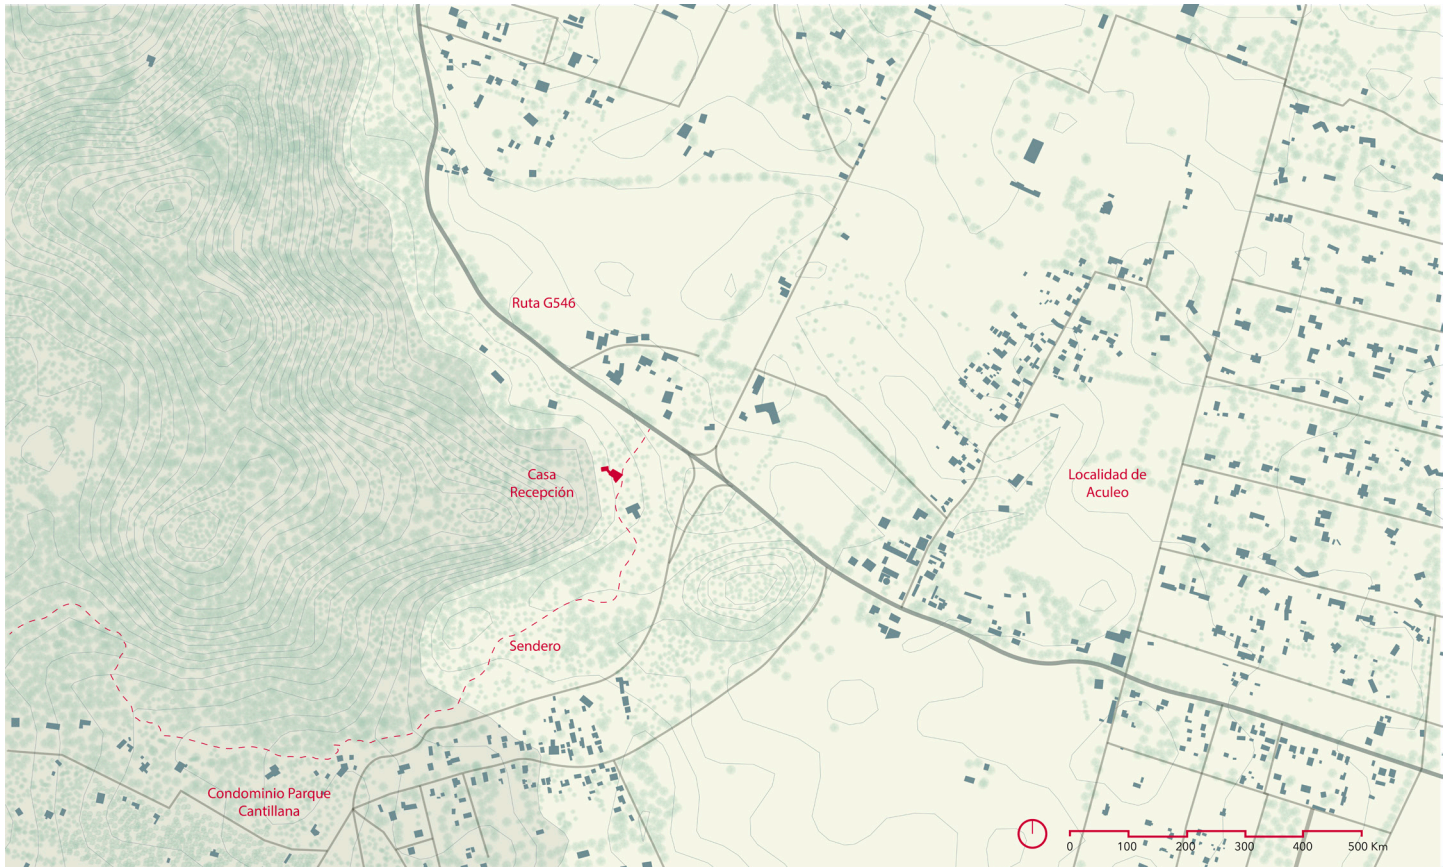 Ruta G546
Casa
Recepción
Localidad de
Aculeo
Sendero
Condominio Parque
Cantillana
0 100 200 300 400 500 Km